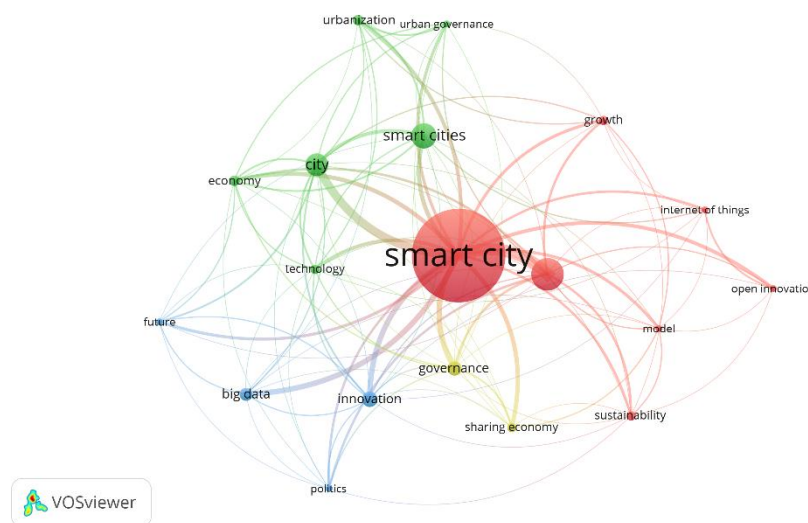 urbanization
urban governance
growth
smart cities
city
economy
internet of things
smart city
technology
open innovatio
future
model
governance
big data
innovation
sustainability
sharing economy
politics
VOSviewer